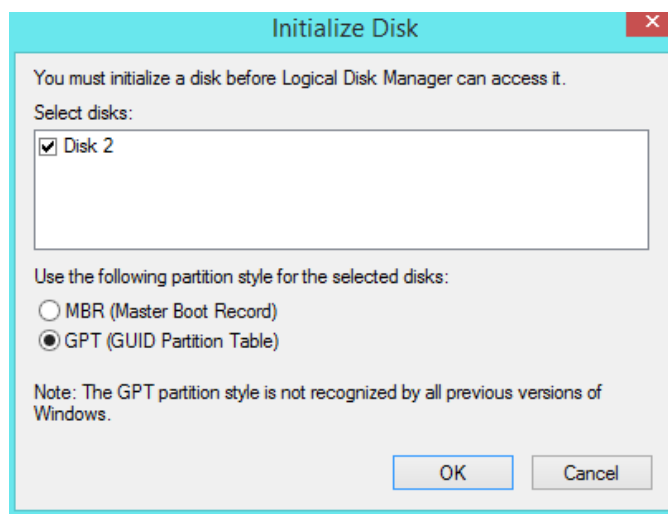 Initialize Disk
You must initialize a disk before Logical Disk Manager can access it.
Select disks:
Disk 2
Use the following partition style for the selected disks:
MBR (Master Boot Record)
GPT (GUID Partition Table)
Note: The GPT partition style is not recognized by all previous versions of
Windows.
OK Cancel